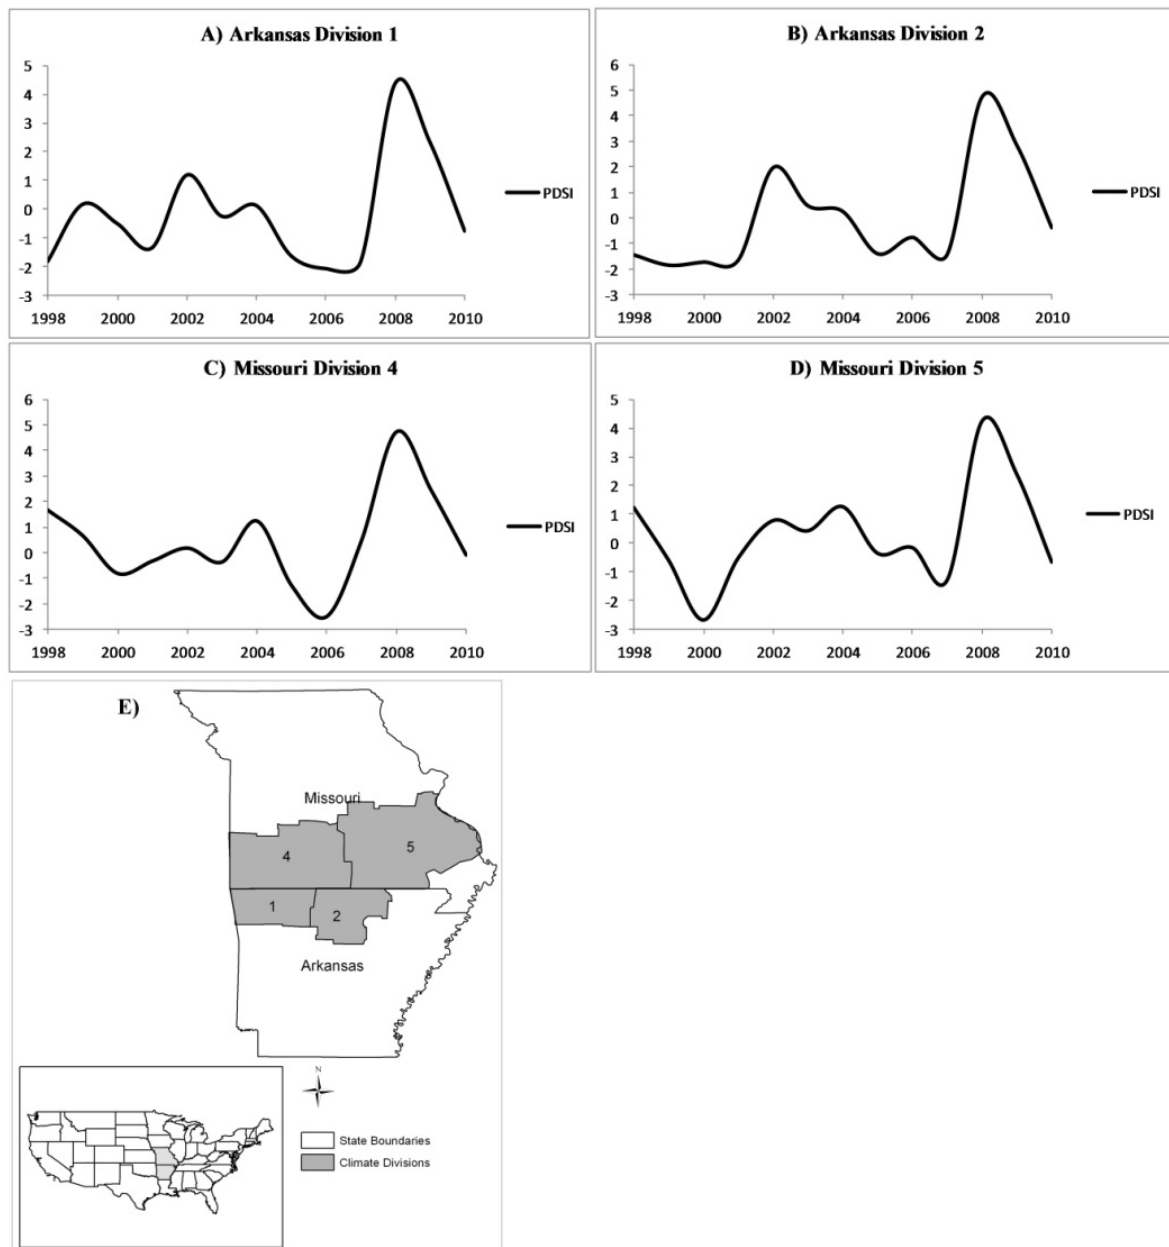 A) Arkansas Division 1
5
4
3
2
1
0
-1
-2
-3
1998 2000 2002 2004 2006 2008 2010
PDSI
B) Arkansas Division 2
6
5
4
3
2
1
0
-1
-2
-3
1998 2000 2002 2004 2006 2008 2010
PDSI
C) Missouri Division 4
6
5
4
3
2
1
0
-1
-2
-3
1998 2000 2002 2004 2006 2008 2010
PDSI
D) Missouri Division 5
5
4
3
2
1
0
-1
-2
-3
1998 2000 2002 2004 2006 2008 2010
PDSI
E)
Missouri
4 5
1 2
Arkansas
N
State Boundaries
Climate Divisions